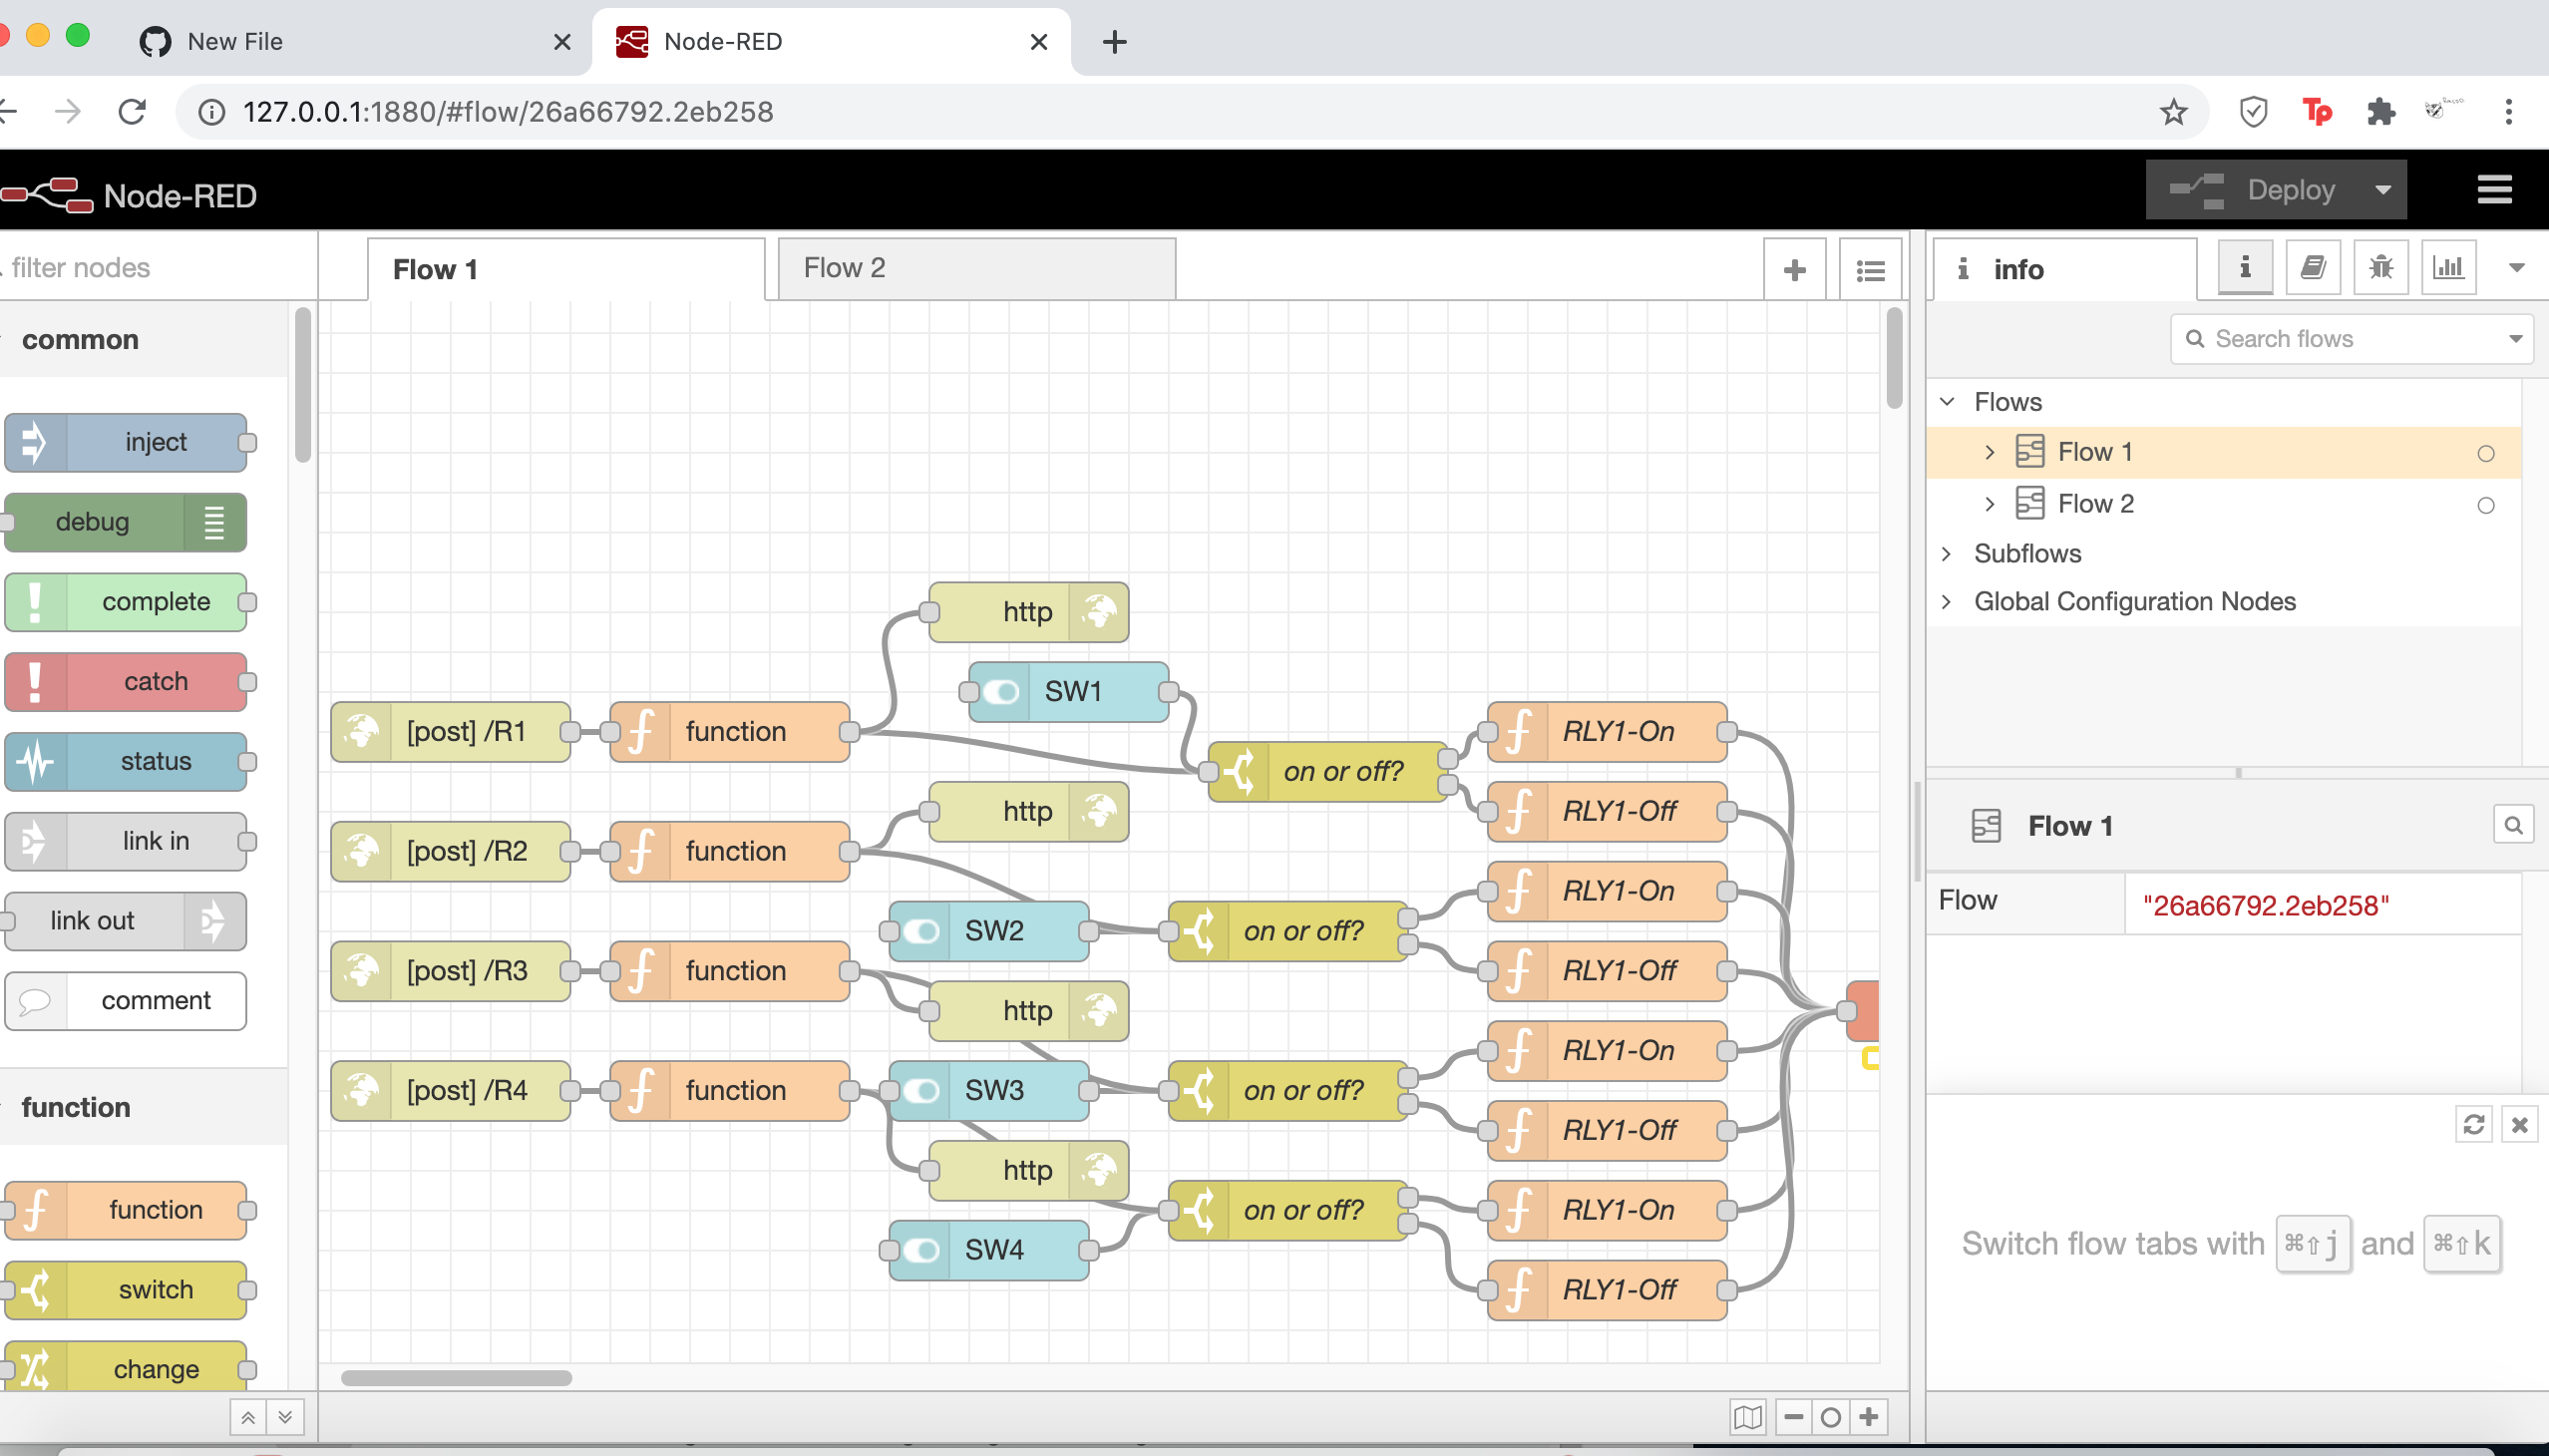 New File
Node-RED
127.0.0.1:1880/#flow/26a66792.2eb258
Tp
Node-RED
Deploy
filter nodes
Flow 1
Flow 2
info
Search flows
common
inject
debug
complete
catch
status
link in
link out
comment
function
function
switch
change
http
SW1
[post] /R1
function
on or off?
RLY1-On
http
RLY1-Off
[post] /R2
function
RLY1-On
SW2
on or off?
[post] /R3
function
RLY1-Off
http
RLY1-On
[post] /R4
function
SW3
on or off?
RLY1-Off
http
on or off?
RLY1-On
SW4
RLY1-Off
Flows
Flow 1
Flow 2
Subflows
Global Configuration Nodes
Flow 1
Flow "26a66792.2eb258"
Switch flow tabs with ⌘⇧j and ⌘⇧k